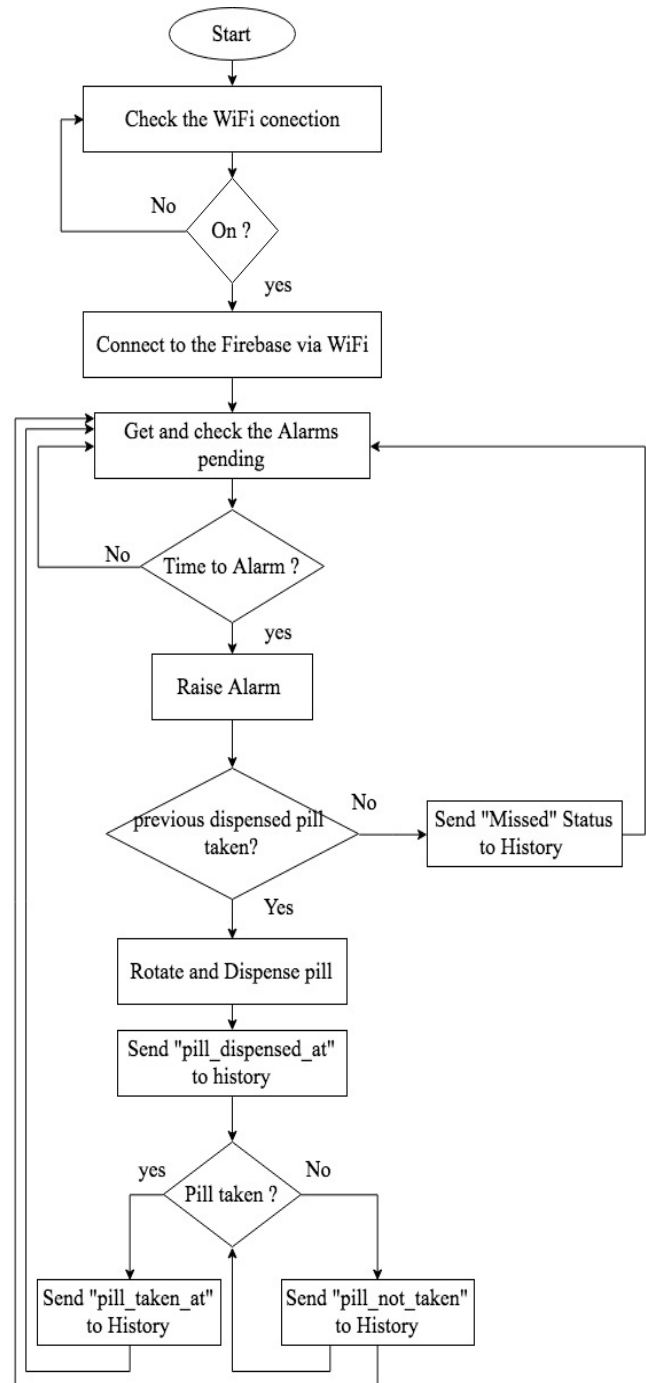 Start
Check the WiFi conection
No
On ?
yes
Connect to the Firebase via WiFi
Get and check the Alarms
pending
No
Time to Alarm ?
yes
Raise Alarm
previous dispensed pill
taken?
No
Send "Missed" Status
to History
Yes
Rotate and Dispense pill
Send "pill_dispensed_at"
to history
yes
No
Pill taken ?
Send "pill_taken_at"
to History
Send "pill_not_taken"
to History